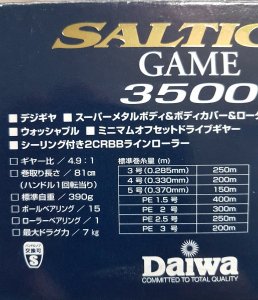 SALTIG
GAME
3500
■デジギヤ ■スーパーメタルボディ&ボディカバー&ロータ
■ウォッシャブル ■ミニマムオフセットドライブギヤー
■シーリング付き2CRBBラインローラー
□ギヤー比／4.9：1
□巻取り長さ／81cm
(ハンドル1回転当り)
□標準自重／390g
□ボールベアリング／15
□ローラーベアリング／1
□最大ドラグ力／7kg
標準巻糸量(m)
3号(0.285mm) 250m
4号(0.330mm) 200m
5号(0.370mm) 150m
PE 1.5号 400m
PE 2号 300m
PE 2.5号 250m
PE 3号 200m
交換可
S
Daiwa
COMMITMENT TO TOTAL QUALITY